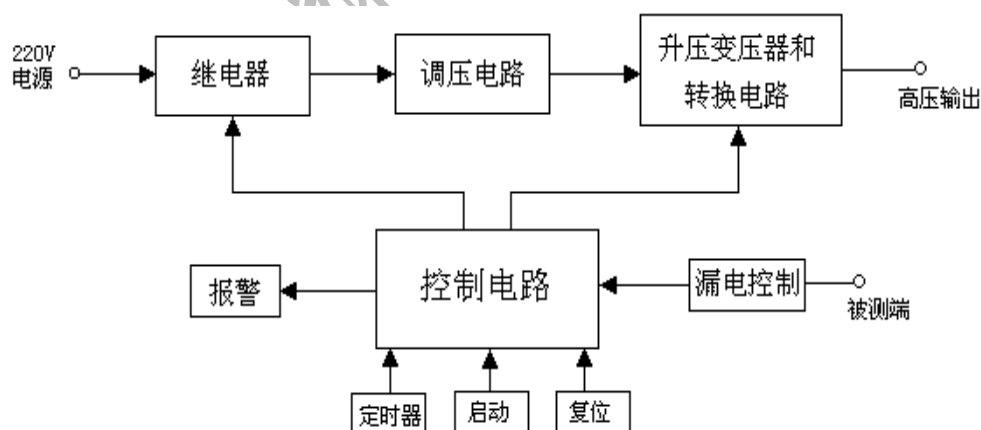 220V
电源
继电器
调压电路
升压变压器和
转换电路
高压输出
报警
控制电路
漏电控制
被测端
定时器
启动
复位